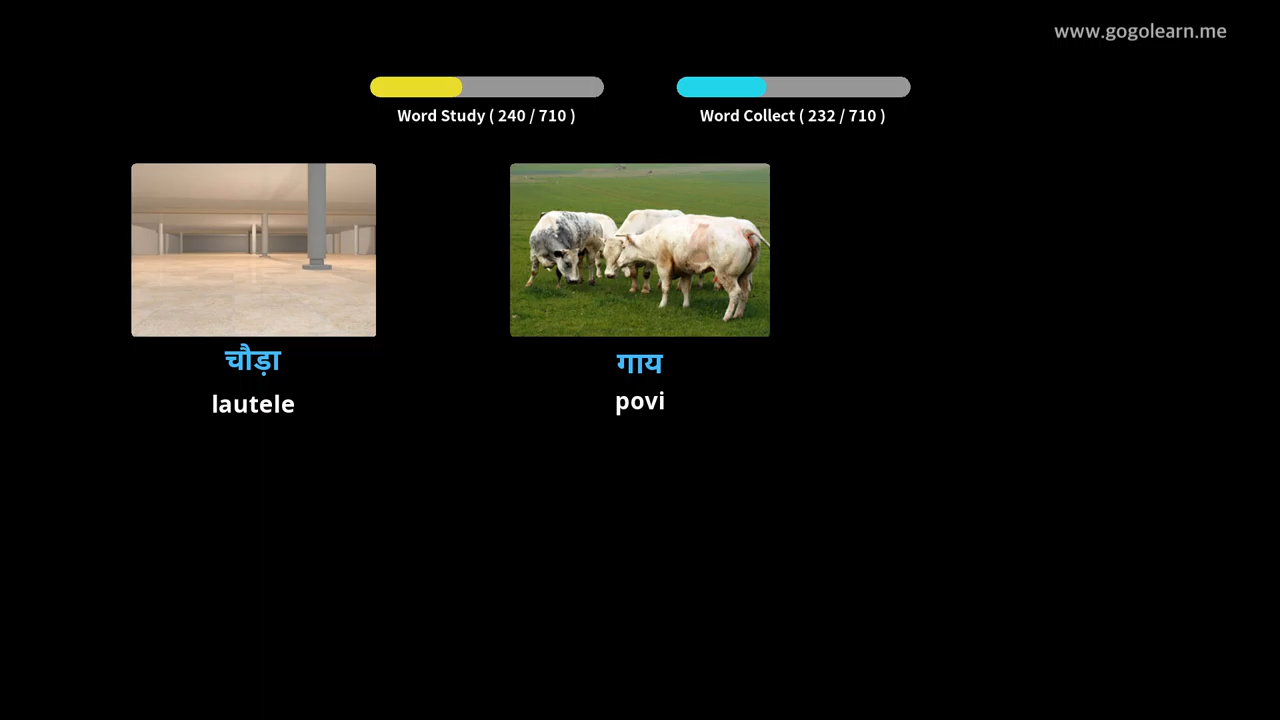 www.gogolearn.me
Word Study ( 240 / 710 )
Word Collect ( 232 / 710 )
चौड़ा
lautele
गाय
povi